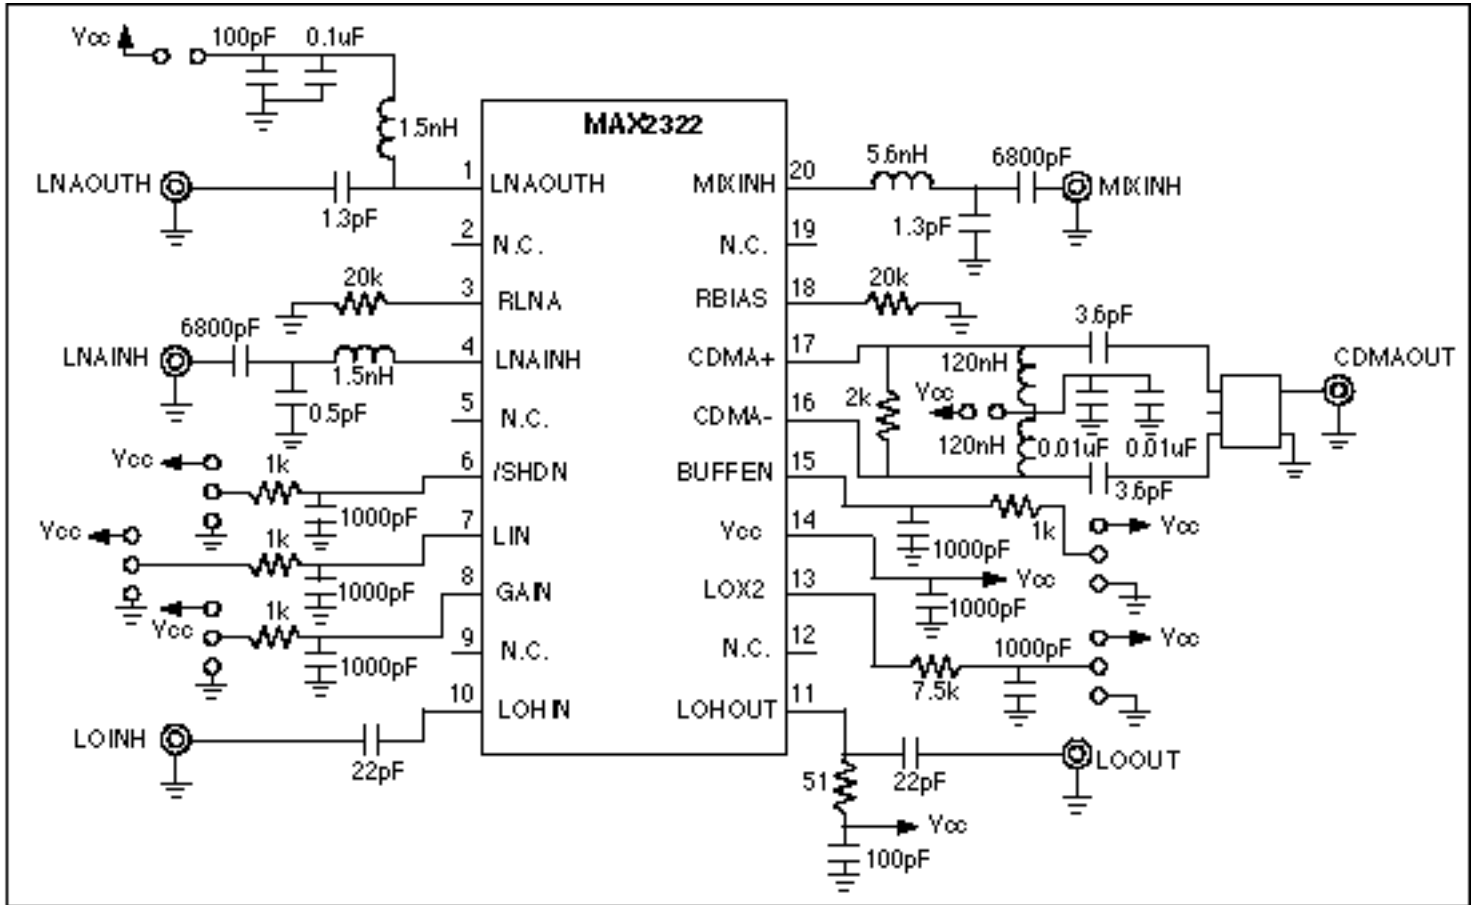 Vcc
100pF
0.1uF
1.5nH
MAX2322
LNAOUTH
1.3pF
1
LNAOUTH
MIXINH
20
5.6nH
6800pF
MIXINH
1.3pF
2
N.C.
N.C.
19
20k
3
RLNA
RBIAS
18
20k
6800pF
LNAINH
1.5nH
0.5pF
4
LNAINH
CDMA+
17
3.6pF
120nH
CDMAOUT
2k
Vcc
5
N.C.
CDMA-
16
120nH
0.01uF
0.01uF
3.6pF
Vcc
1k
1000pF
6
/SHDN
BUFFEN
15
1000pF
1k
Vcc
Vcc
1k
1000pF
7
LIN
Vcc
14
Vcc
1000pF
Vcc
1k
1000pF
8
GAIN
LOX2
13
7.5k
1000pF
Vcc
9
N.C.
N.C.
12
10
LOHIN
LOHOUT
11
LOINH
22pF
51
22pF
LOOUT
Vcc
100pF